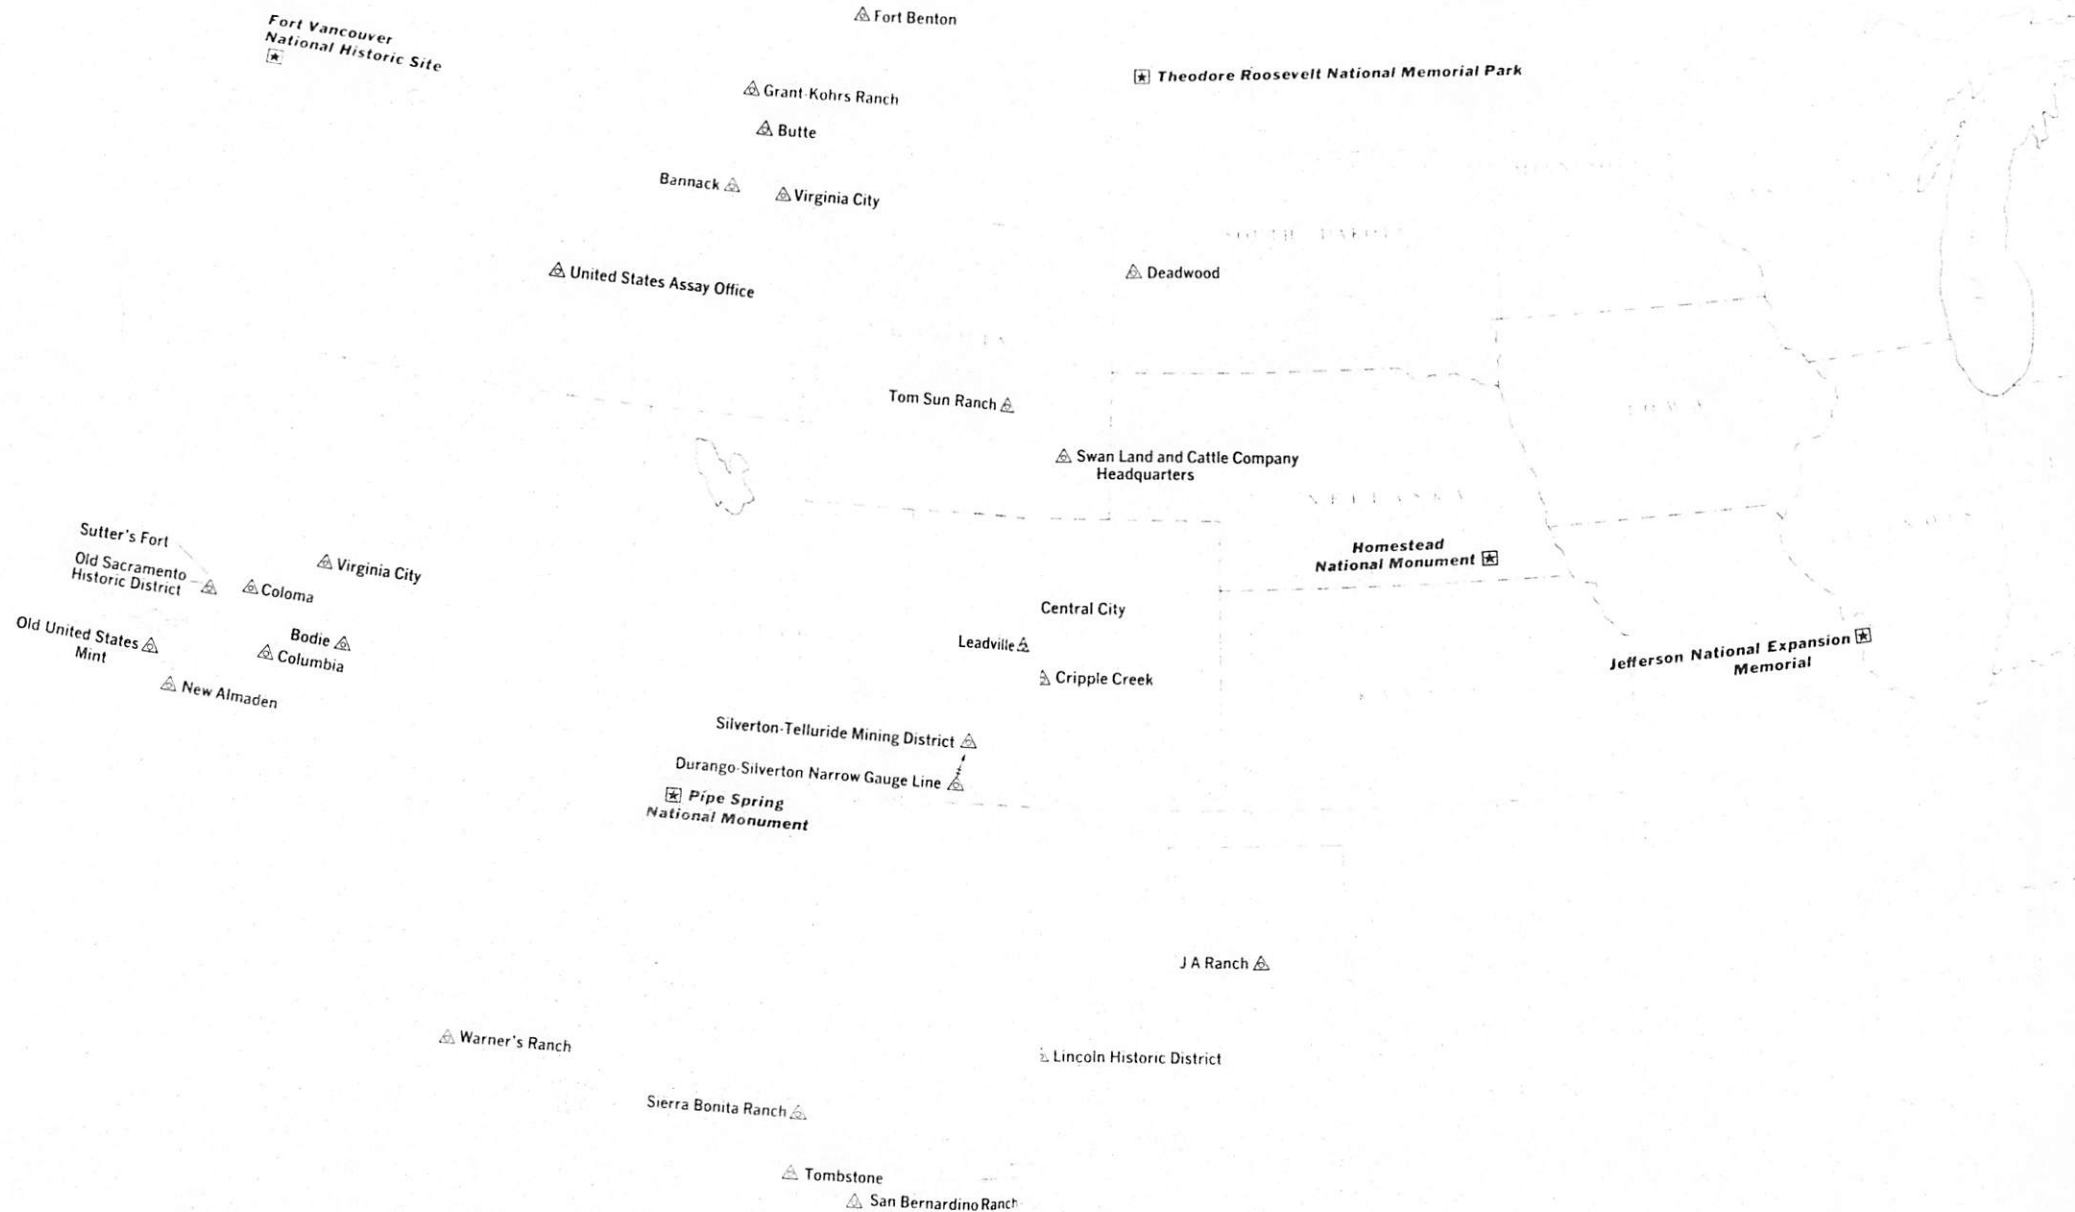 Fort Vancouver
National Historic Site
Fort Benton
Theodore Roosevelt National Memorial Park
Grant-Kohrs Ranch
Butte
Bannack
Virginia City
SOUTH DAKOTA
United States Assay Office
Deadwood
Tom Sun Ranch
IOWA
Swan Land and Cattle Company
Headquarters
NEBRASKA
Sutter's Fort
Old Sacramento
Historic District
Virginia City
Coloma
Homestead
National Monument
Central City
Old United States
Mint
Bodie
Columbia
Leadville
Jefferson National Expansion
Memorial
New Almaden
Cripple Creek
Silverton-Telluride Mining District
Durango-Silverton Narrow Gauge Line
Pipe Spring
National Monument
J A Ranch
Warner's Ranch
Lincoln Historic District
Sierra Bonita Ranch
Tombstone
San Bernardino Ranch